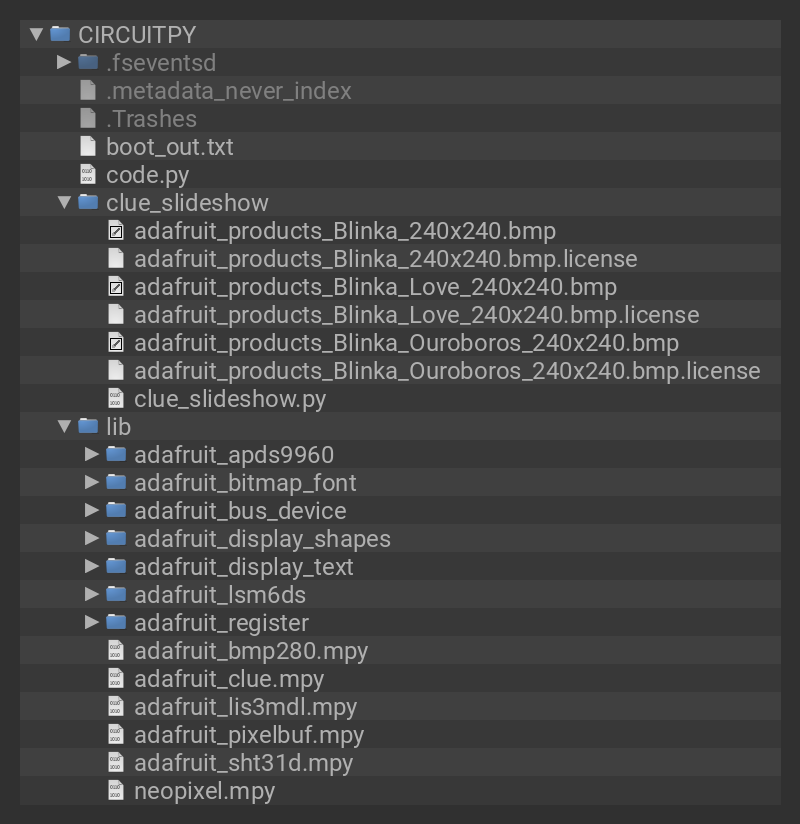 CIRCUITPY
.fseventsd
.metadata_never_index
.Trashes
boot_out.txt
code.py
clue_slideshow
adafruit_products_Blinka_240x240.bmp
adafruit_products_Blinka_240x240.bmp.license
adafruit_products_Blinka_Love_240x240.bmp
adafruit_products_Blinka_Love_240x240.bmp.license
adafruit_products_Blinka_Ouroboros_240x240.bmp
adafruit_products_Blinka_Ouroboros_240x240.bmp.license
clue_slideshow.py
lib
adafruit_apds9960
adafruit_bitmap_font
adafruit_bus_device
adafruit_display_shapes
adafruit_display_text
adafruit_lsm6ds
adafruit_register
adafruit_bmp280.mpy
adafruit_clue.mpy
adafruit_lis3mdl.mpy
adafruit_pixelbuf.mpy
adafruit_sht31d.mpy
neopixel.mpy